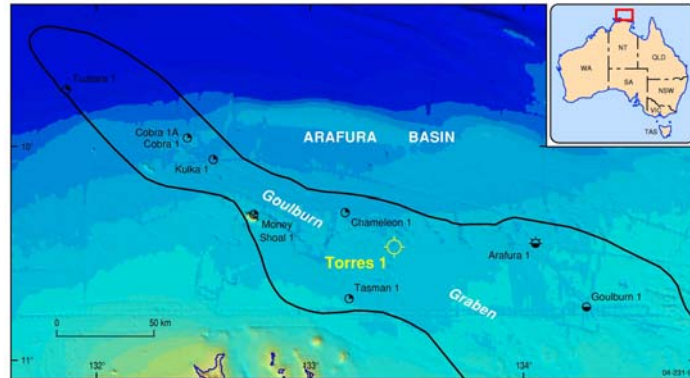 NT
WA
QLD
SA
NSW
VIC
TAS
Tuatara 1
Cobra 1A
Cobra 1
ARAFURA BASIN
10°
Kulka 1
Goulburn
Chameleon 1
Money
Shoal 1
Torres 1
Arafura 1
Tasman 1
Graben
Goulburn 1
0
50 km
11°
132°
133°
134°